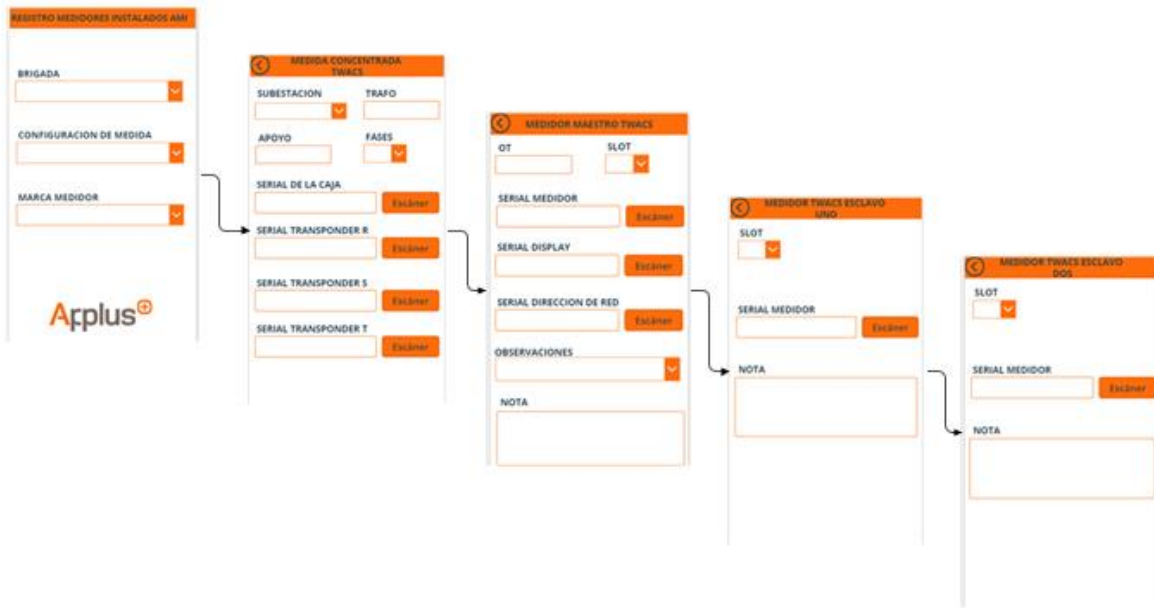 REGISTRO MEDIDORES INSTALADOS AMI
BRIGADA
CONFIGURACION DE MEDIDA
MARCA MEDIDOR
Applus+
MEDIDA CONCENTRADA
TWACS
SUBESTACION TRAFO
APOYO FASES
SERIAL DE LA CAJA
Escáner
SERIAL TRANSPONDER R
Escáner
SERIAL TRANSPONDER S
Escáner
SERIAL TRANSPONDER T
Escáner
MEDIDOR MAESTRO TWACS
OT SLOT
SERIAL MEDIDOR
Escáner
SERIAL DISPLAY
Escáner
SERIAL DIRECCION DE RED
Escáner
OBSERVACIONES
NOTA
MEDIDOR TWACS ESCLAVO
UNO
SLOT
SERIAL MEDIDOR
Escáner
NOTA
MEDIDOR TWACS ESCLAVO
DOS
SLOT
SERIAL MEDIDOR
Escáner
NOTA